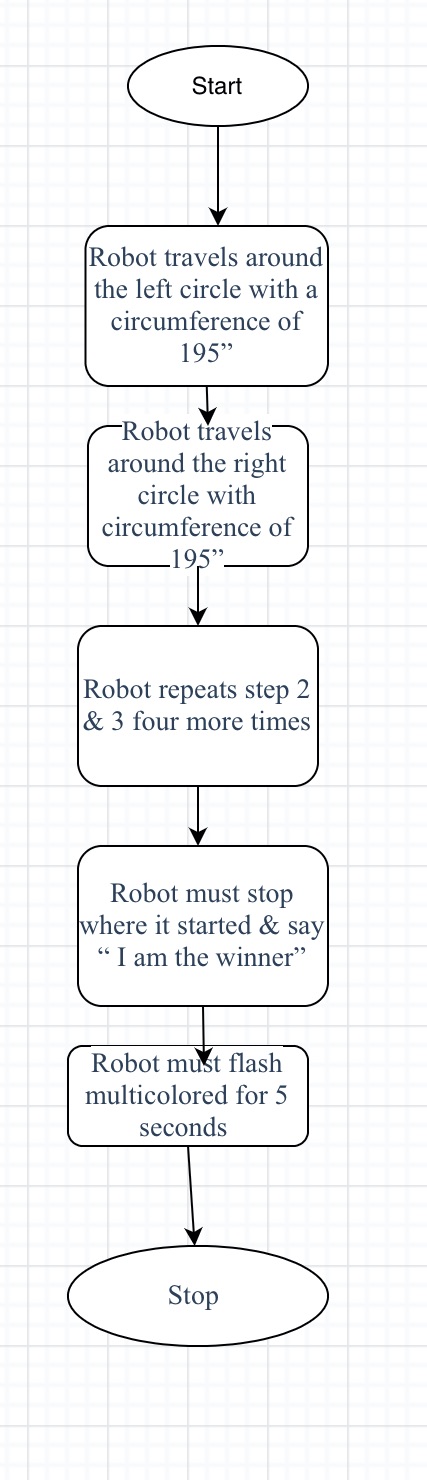 Start
Robot travels around
the left circle with a
circumference of
195”
Robot travels
around the right
circle with
circumference of
195”
Robot repeats step 2
& 3 four more times
Robot must stop
where it started & say
“ I am the winner”
Robot must flash
multicolored for 5
seconds
Stop